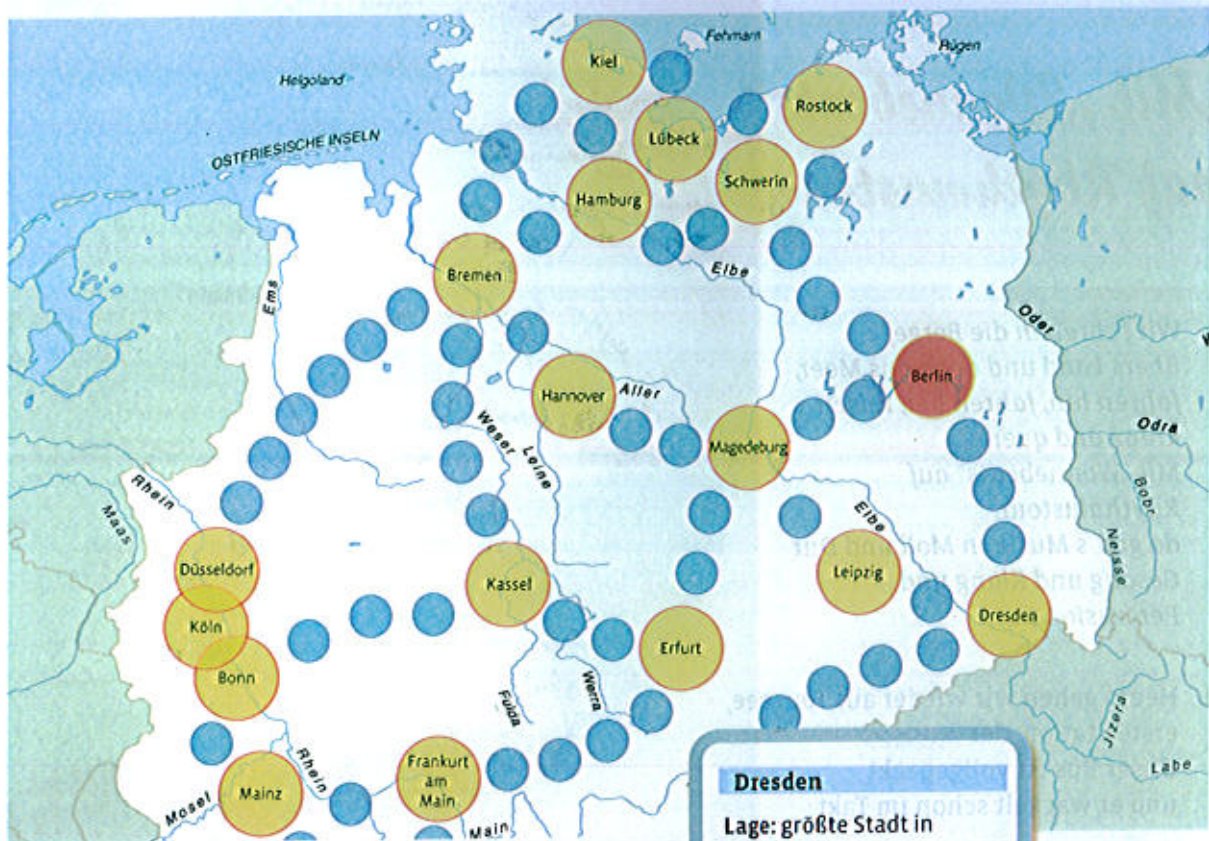 Fehmarn
Kiel
Rügen
Helgoland
Rostock
Lübeck
OSTFRIESISCHE INSELN
Schwerin
Hamburg
Elbe
Bremen
Ems
Oder
Berlin
Aller
Hannover
Weser
Leine
Magedeburg
Odra
Bobr
Rhein
Maas
Elbe
Neisse
Düsseldorf
Kassel
Leipzig
Köln
Dresden
Erfurt
Bonn
Werra
Fulda
Jizera
Labe
Rhein
Frankurt
am
Main
Mainz
Mosel
Main
Dresden
Lage: größte Stadt in